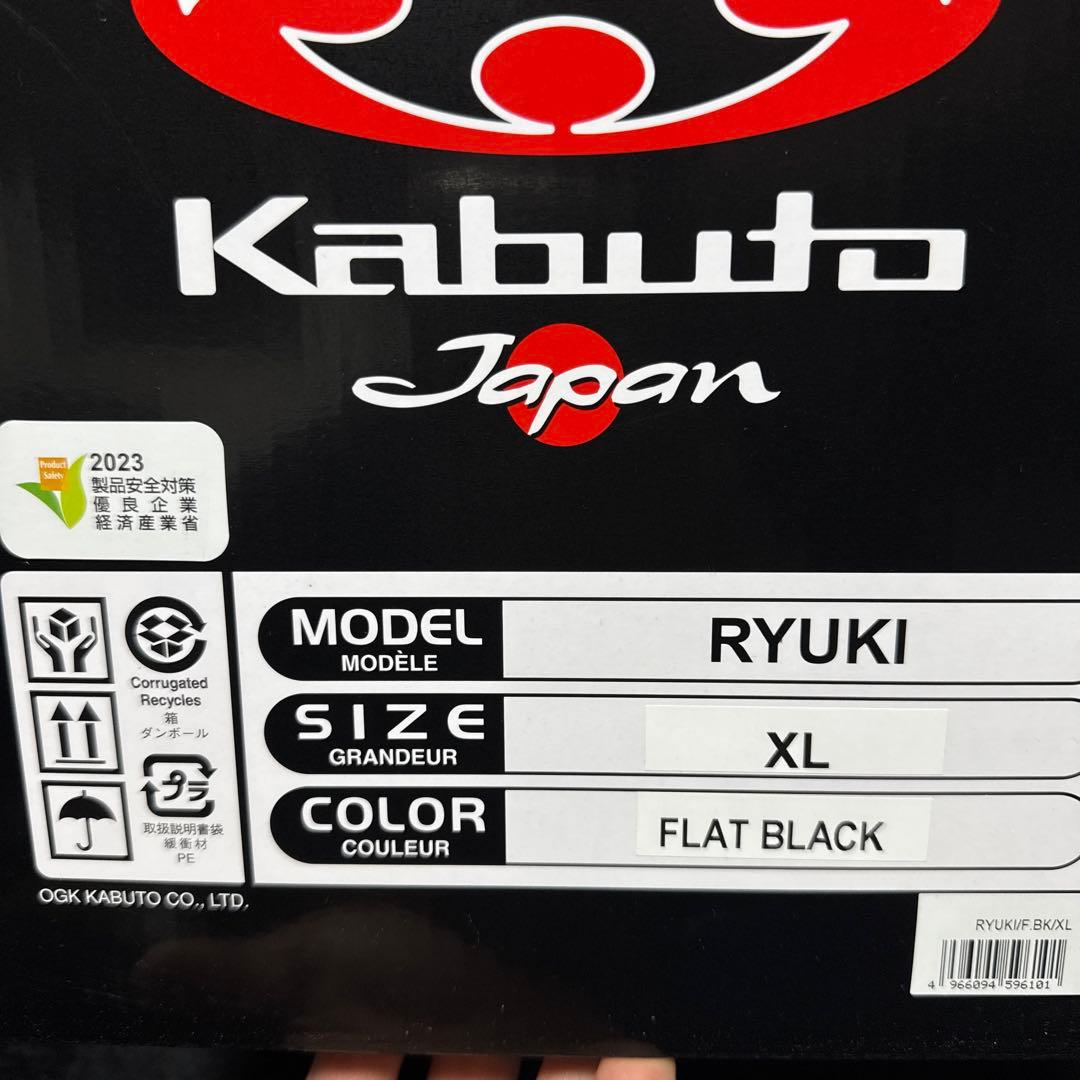 Kabuto
Japan
Product
Safety
2023
製品安全対策
優良企業
経済産業省
Corrugated
Recycles
箱
ダンボール
プラ
取扱説明書袋
緩衝材
PE
MODEL
MODÈLE
RYUKI
SIZE
GRANDEUR
XL
COLOR
COULEUR
FLAT BLACK
OGK KABUTO CO., LTD.
RYUKI/F.BK/XL
4 966094 596101